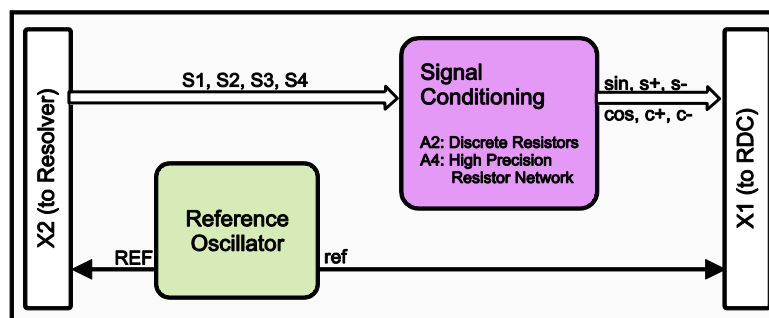 X2 (to Resolver)
S1, S2, S3, S4
Signal
Conditioning
A2: Discrete Resistors
A4: High Precision
Resistor Network
sin, s+, s-
cos, c+, c-
X1 (to RDC)
Reference
Oscillator
REF
ref